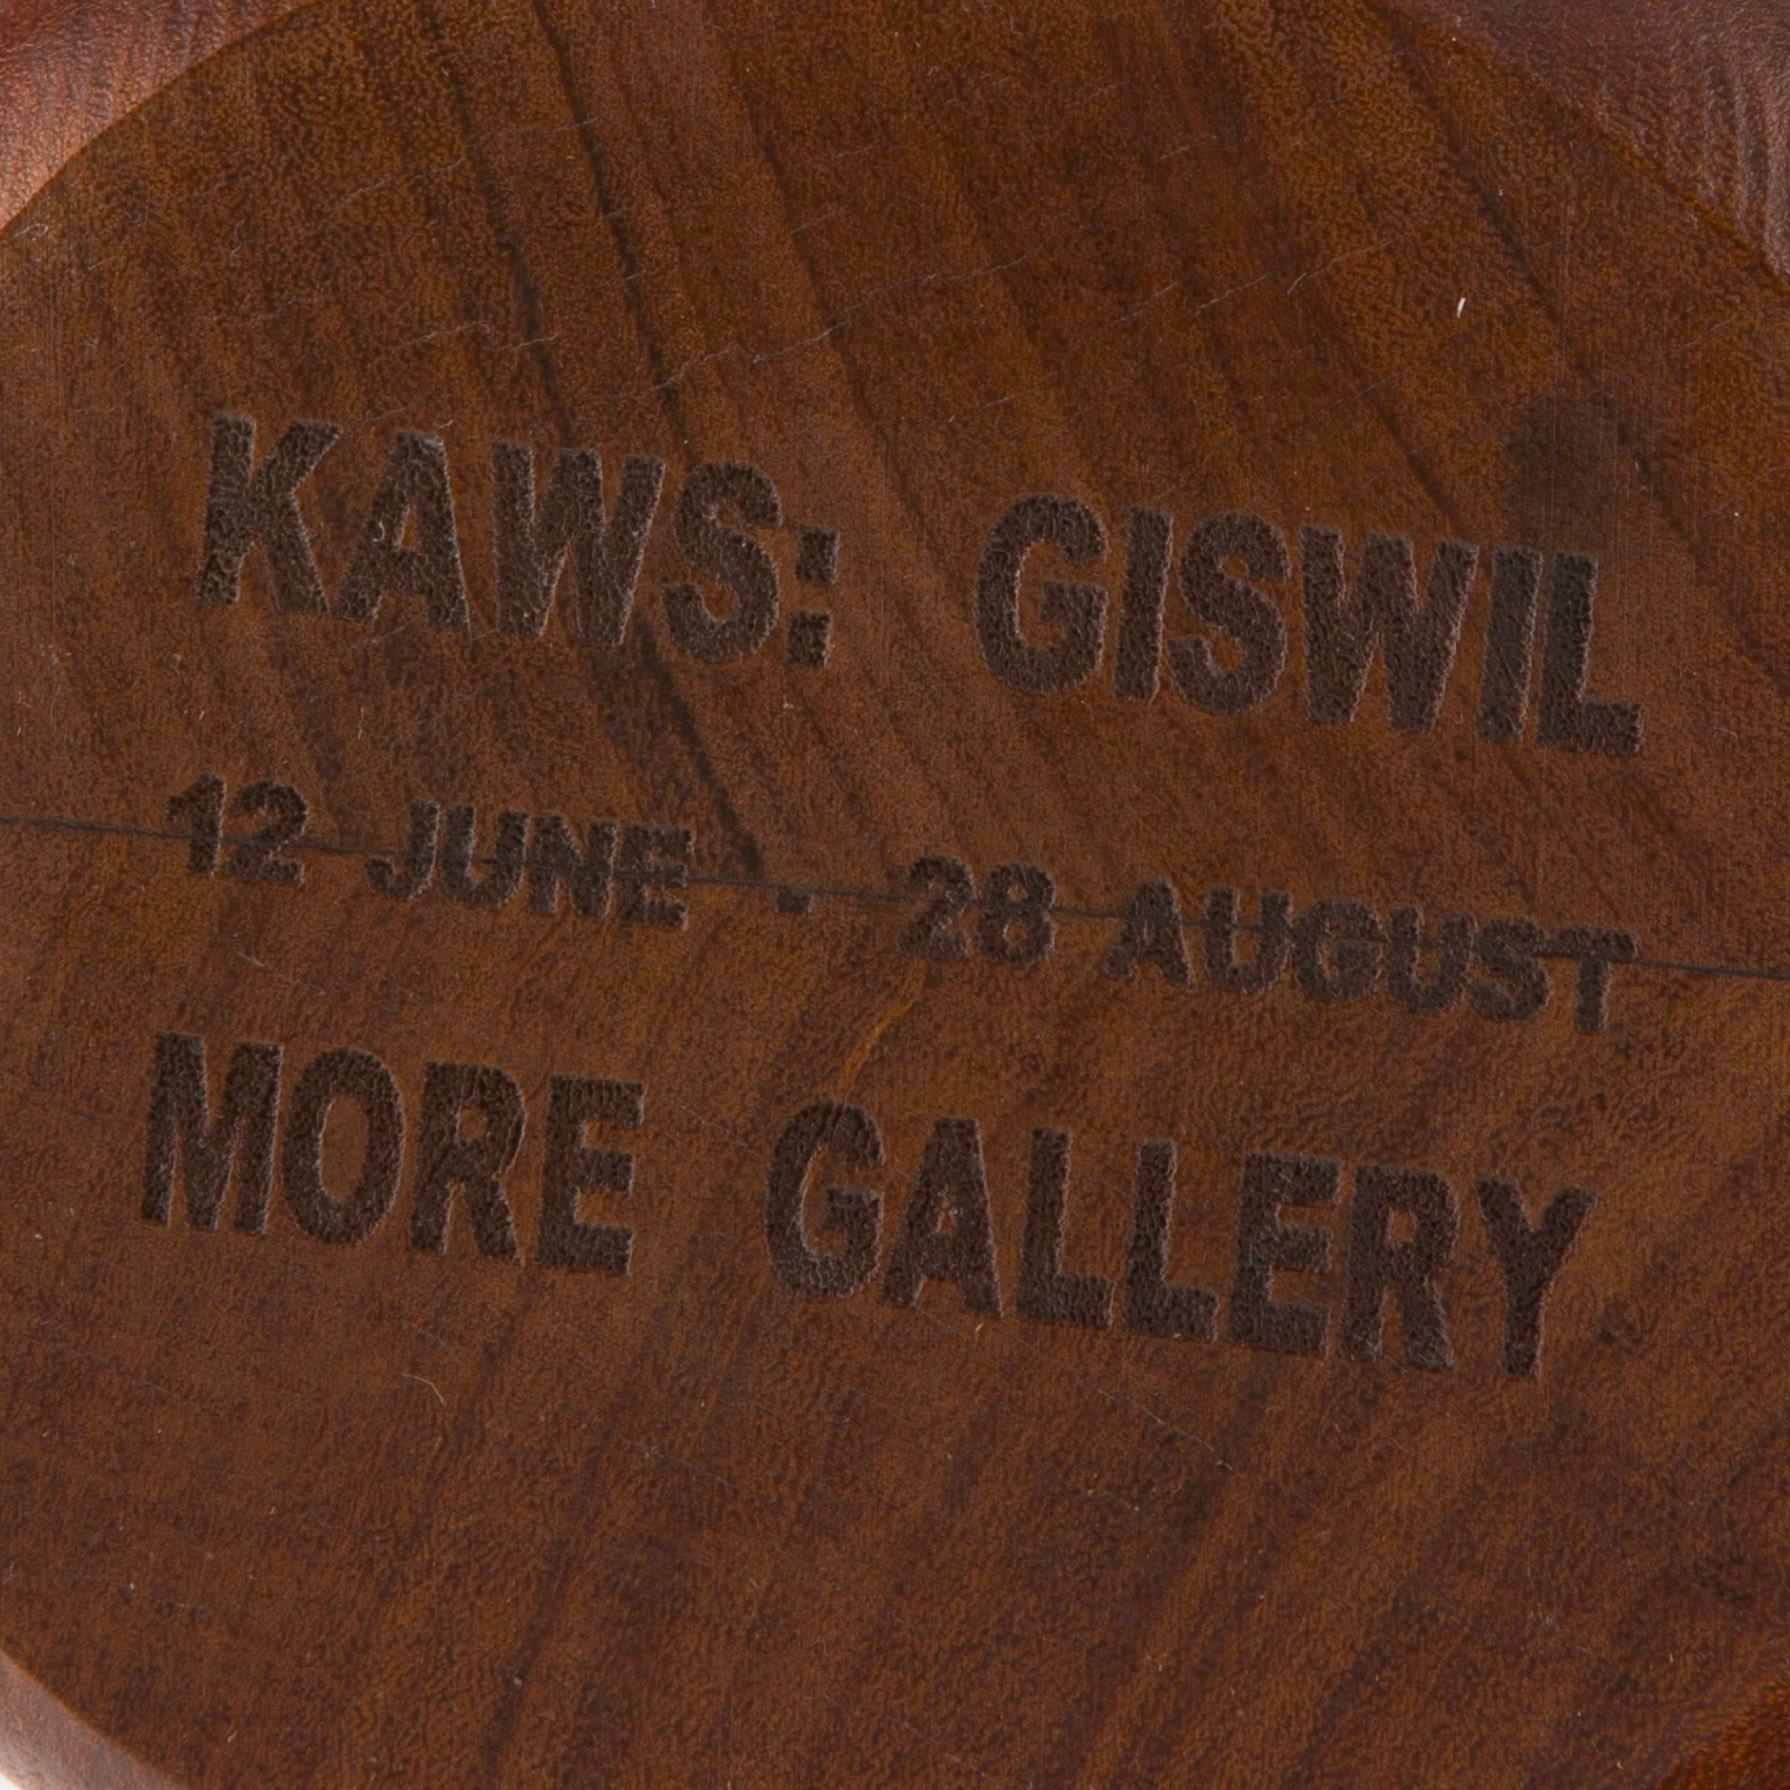 KAWS: GISWIL
12 JUNE - 28 AUGUST
MORE GALLERY